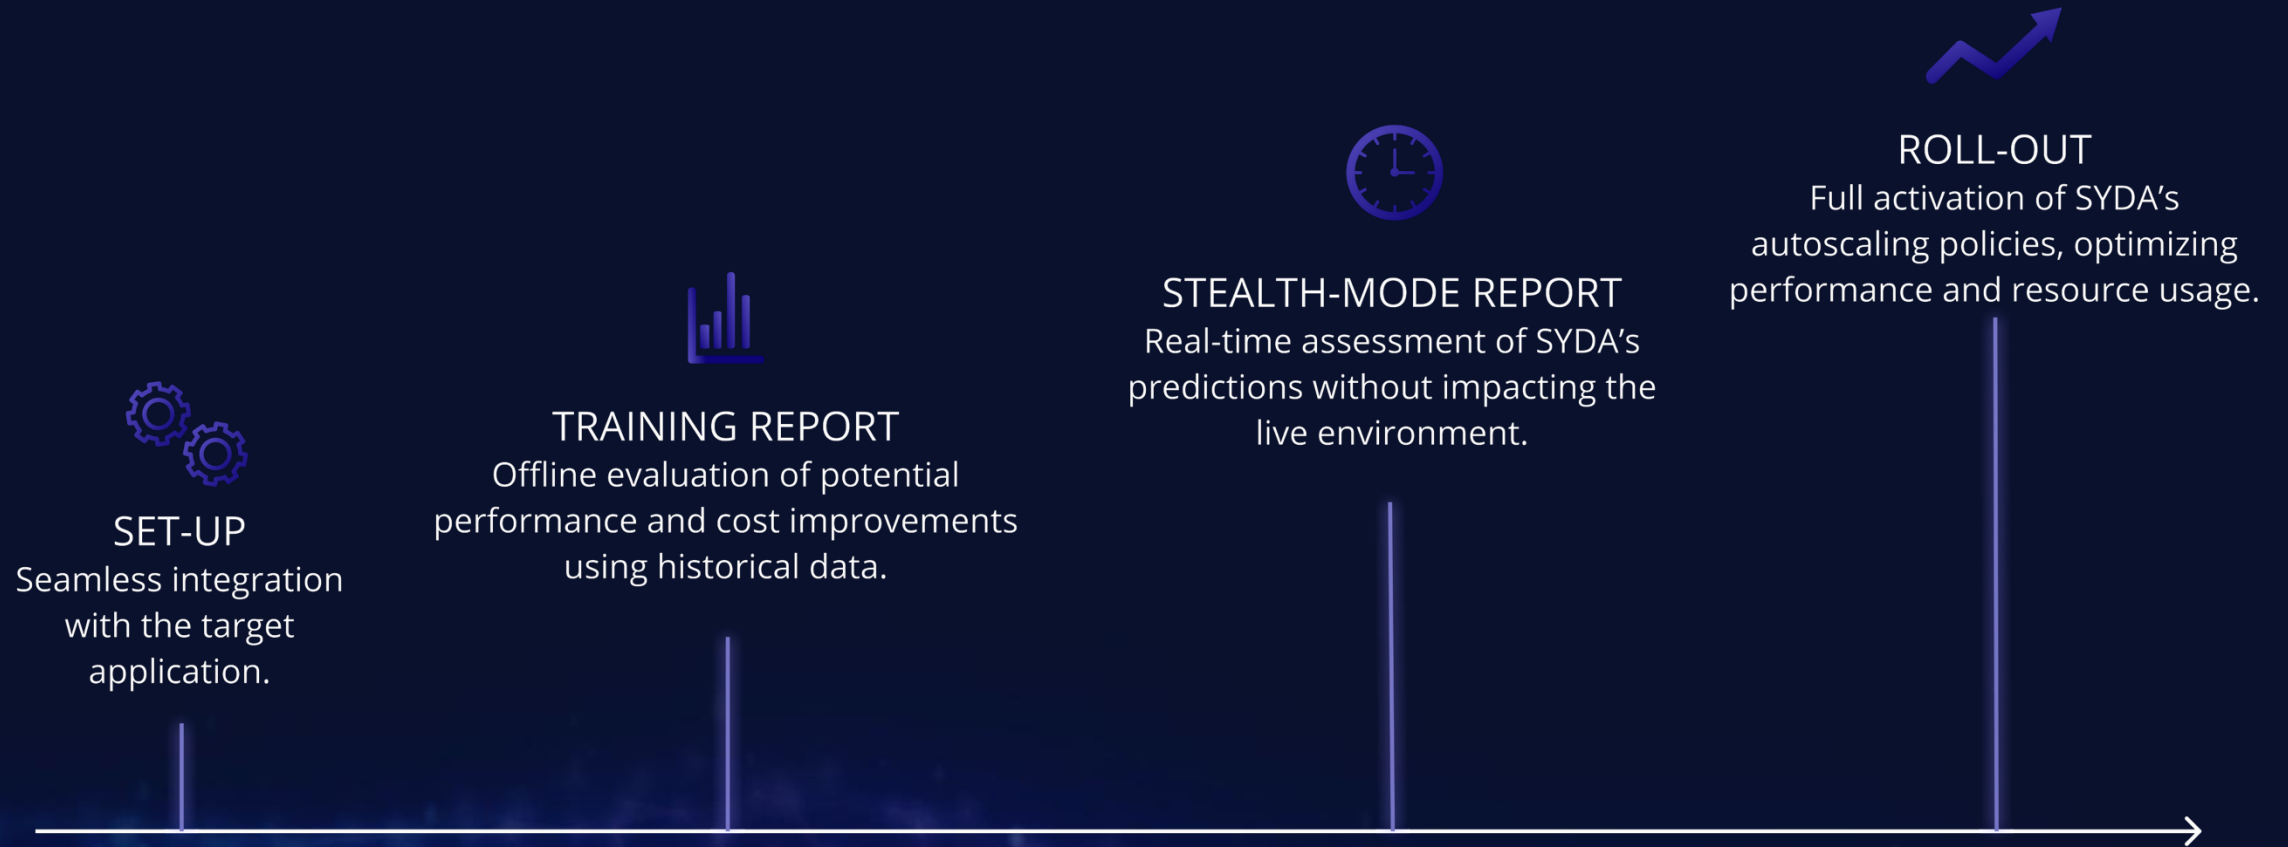 SET-UP
Seamless integration
with the target
application.
TRAINING REPORT
Offline evaluation of potential
performance and cost improvements
using historical data.
STEALTH-MODE REPORT
Real-time assessment of SYDA’s
predictions without impacting the
live environment.
ROLL-OUT
Full activation of SYDA’s
autoscaling policies, optimizing
performance and resource usage.